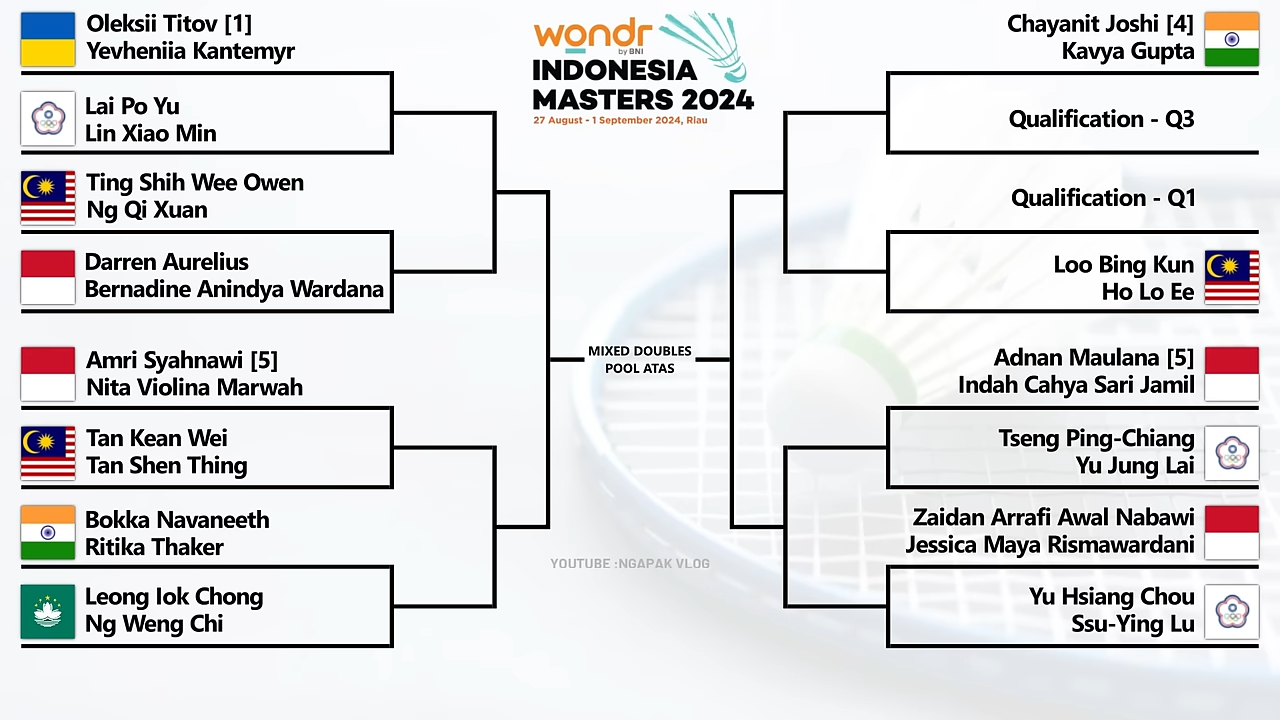 Oleksii Titov [1]
Yevheniia Kantemyr
Lai Po Yu
Lin Xiao Min
Ting Shih Wee Owen
Ng Qi Xuan
Darren Aurelius
Bernadine Anindya Wardana
Amri Syahnawi [5]
Nita Violina Marwah
Tan Kean Wei
Tan Shen Thing
Bokka Navaneeth
Ritika Thaker
Leong Iok Chong
Ng Weng Chi
wondr
by BNI
INDONESIA
MASTERS 2024
27 August - 1 September 2024, Riau
MIXED DOUBLES
POOL ATAS
YOUTUBE :NGAPAK VLOG
Chayanit Joshi [4]
Kavya Gupta
Qualification - Q3
Qualification - Q1
Loo Bing Kun
Ho Lo Ee
Adnan Maulana [5]
Indah Cahya Sari Jamil
Tseng Ping-Chiang
Yu Jung Lai
Zaidan Arrafi Awal Nabawi
Jessica Maya Rismawardani
Yu Hsiang Chou
Ssu-Ying Lu